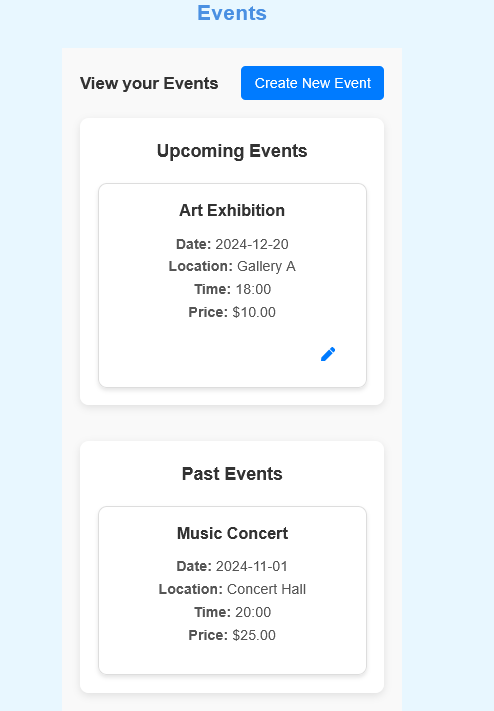 Events
View your Events
Create New Event
Upcoming Events
Art Exhibition
Date: 2024-12-20
Location: Gallery A
Time: 18:00
Price: $10.00
Past Events
Music Concert
Date: 2024-11-01
Location: Concert Hall
Time: 20:00
Price: $25.00